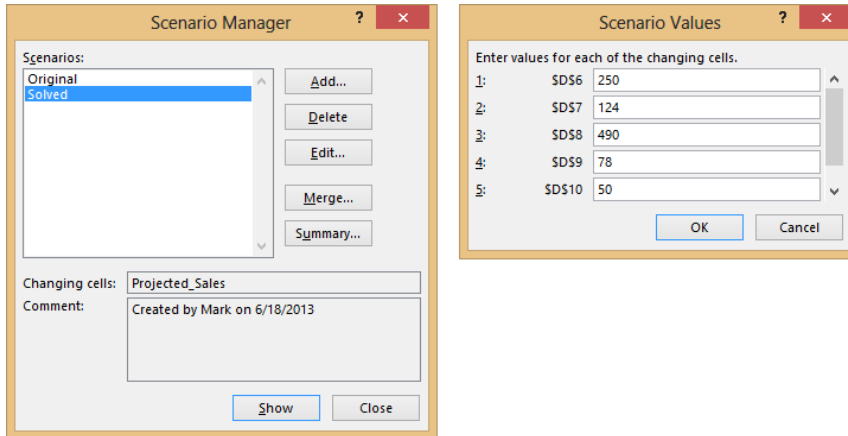 Scenario Manager ? ×
Scenarios:
Original
Solved
Add...
Delete
Edit...
Merge...
Summary...
Changing cells: Projected_Sales
Comment: Created by Mark on 6/18/2013
Show Close
Scenario Values ? ×
Enter values for each of the changing cells.
1: $D$6 250
2: $D$7 124
3: $D$8 490
4: $D$9 78
5: $D$10 50
OK Cancel